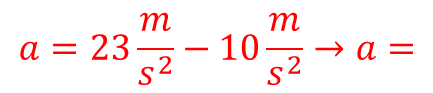 a = 23 m/s² − 10 m/s² → a =